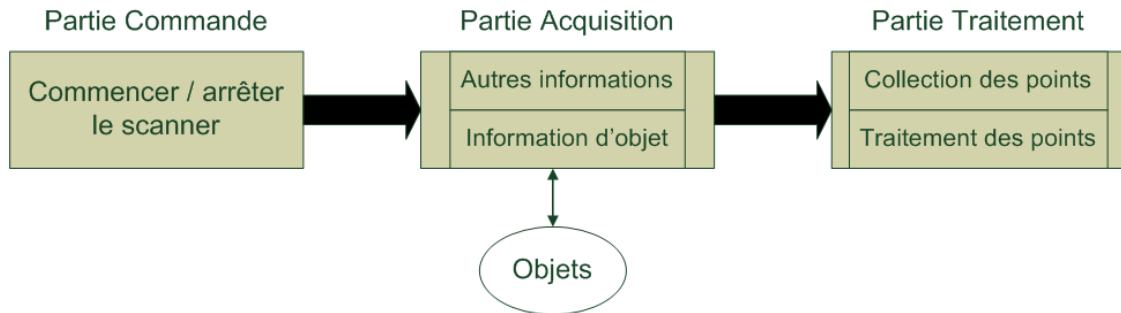 Partie Commande
Partie Acquisition
Partie Traitement
Commencer / arrêter
le scanner
Autres informations
Information d'objet
Collection des points
Traitement des points
Objets